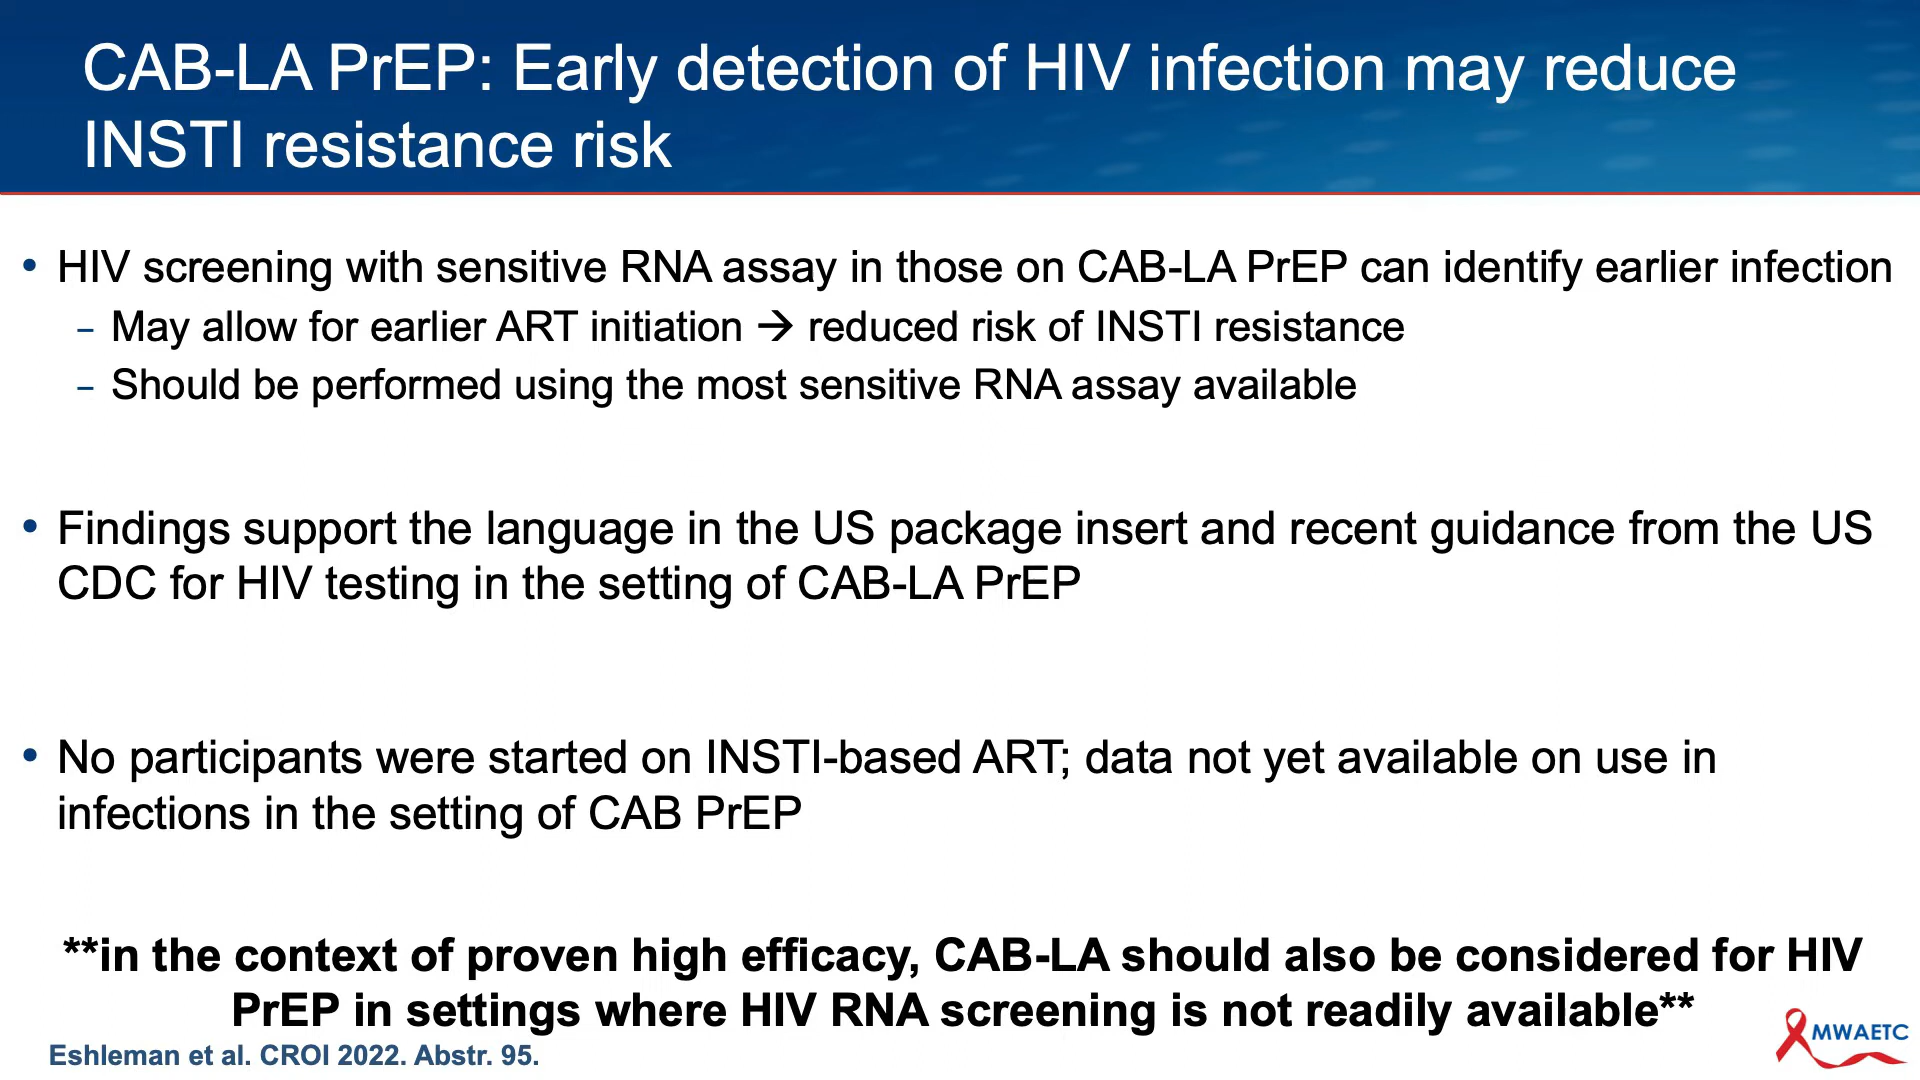 CAB-LA PrEP: Early detection of HIV infection may reduce
INSTI resistance risk
• HIV screening with sensitive RNA assay in those on CAB-LA PrEP can identify earlier infection
– May allow for earlier ART initiation → reduced risk of INSTI resistance
– Should be performed using the most sensitive RNA assay available
• Findings support the language in the US package insert and recent guidance from the US
CDC for HIV testing in the setting of CAB-LA PrEP
• No participants were started on INSTI-based ART; data not yet available on use in
infections in the setting of CAB PrEP
**in the context of proven high efficacy, CAB-LA should also be considered for HIV
PrEP in settings where HIV RNA screening is not readily available**
Eshleman et al. CROI 2022. Abstr. 95.
MWAETC